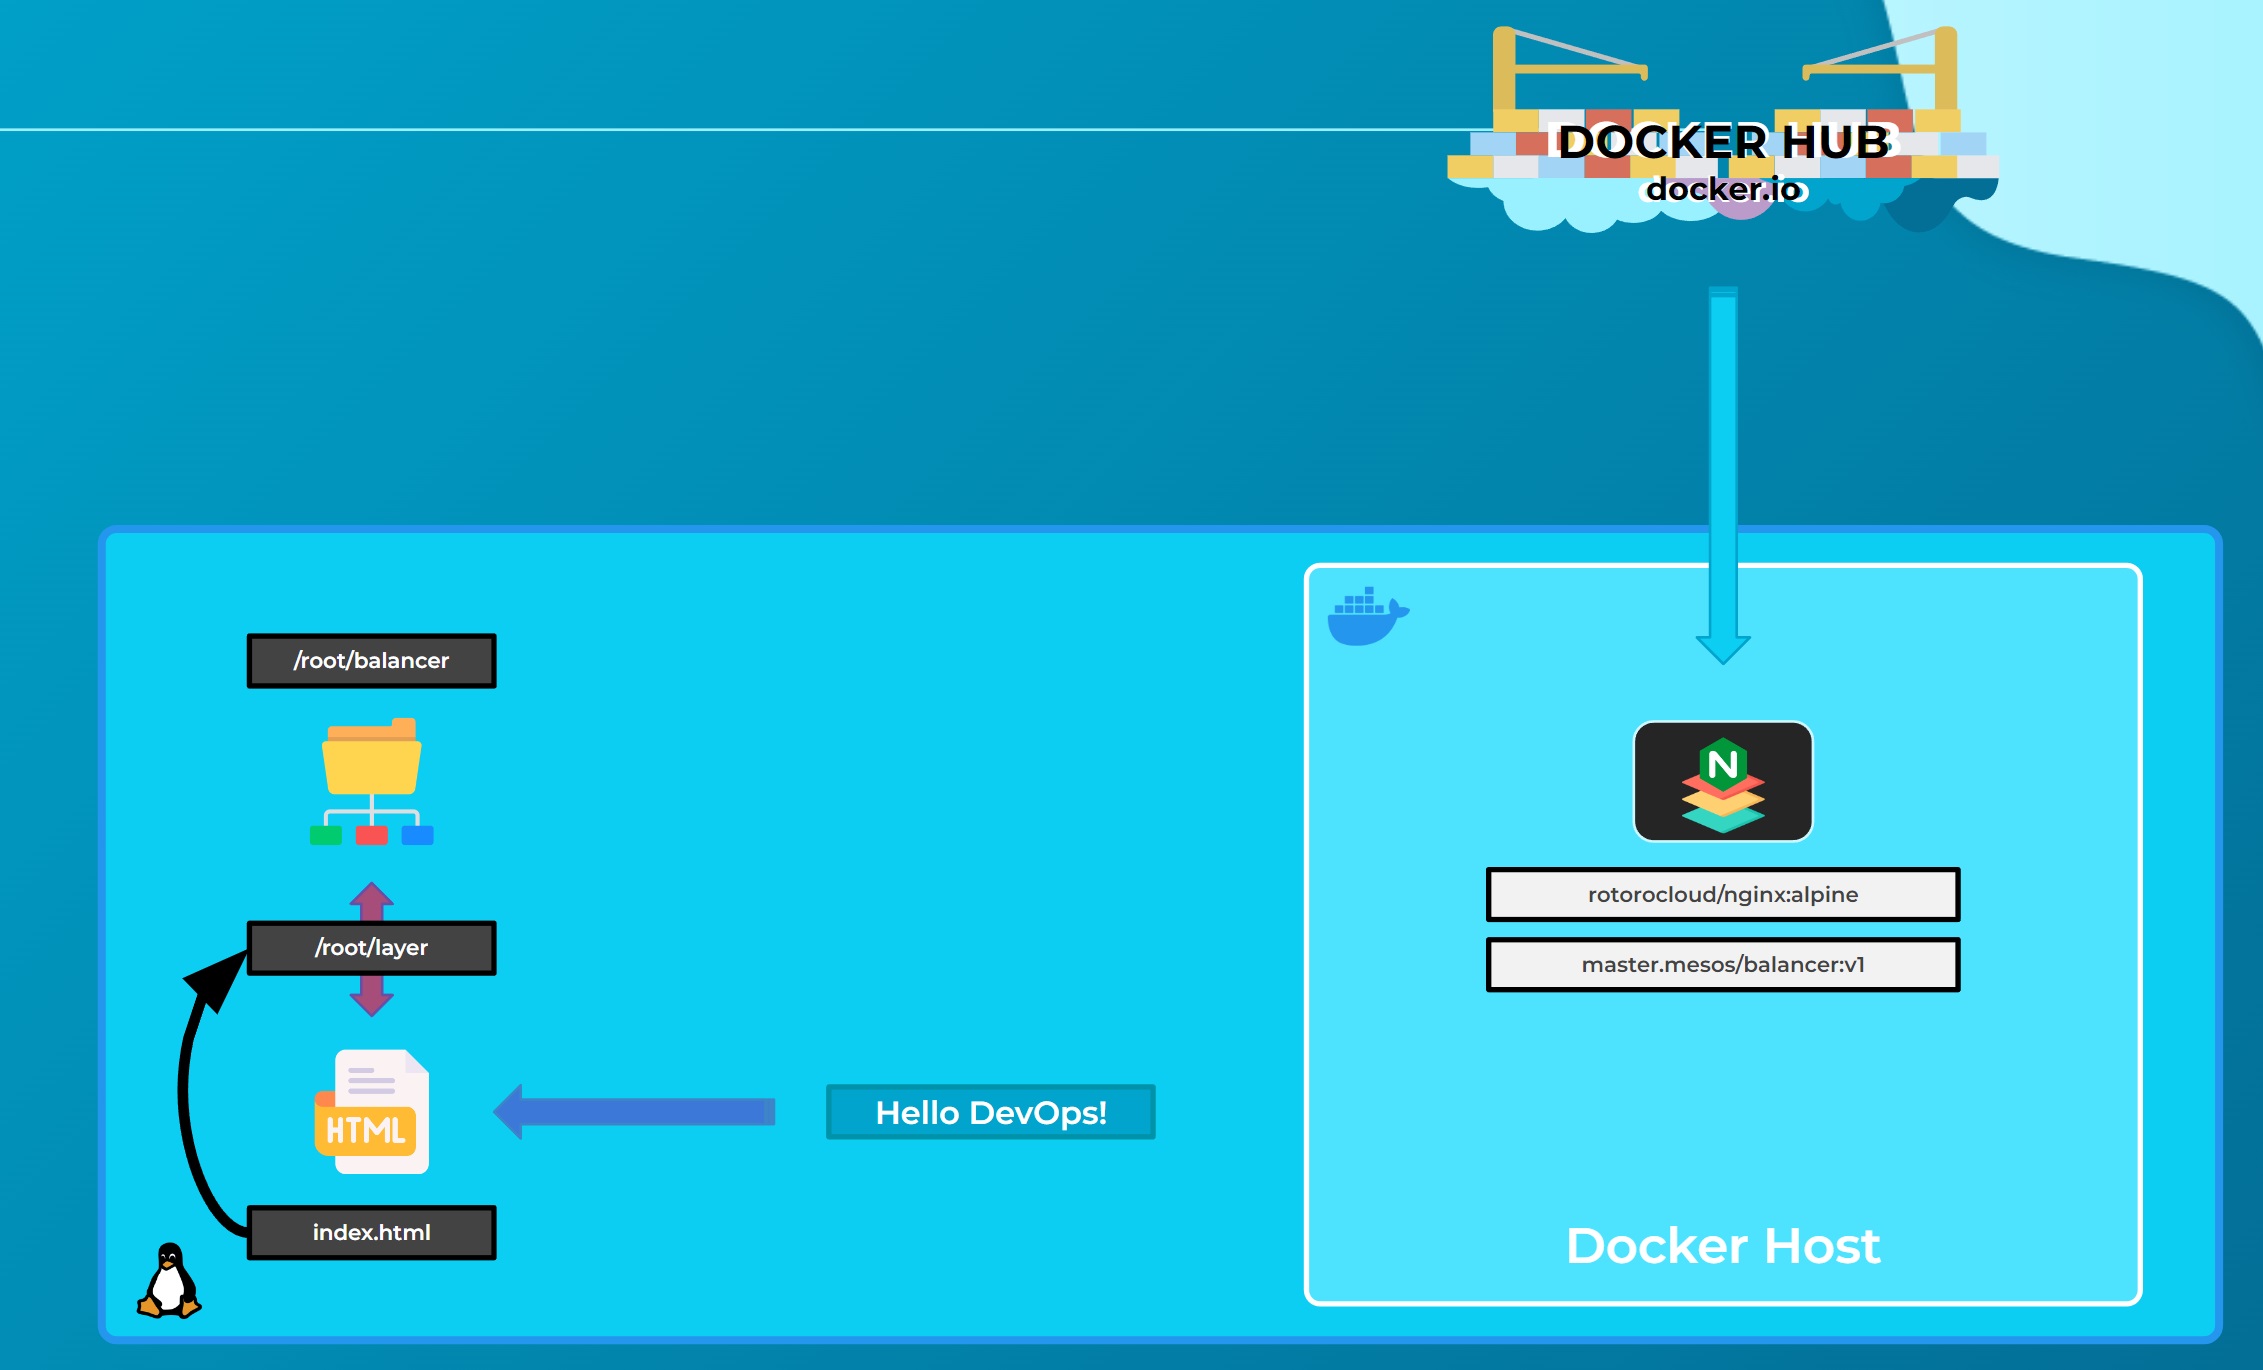 DOCKER HUB
docker.io
/root/balancer
/root/layer
HTML
index.html
Hello DevOps!
N
rotorocloud/nginx:alpine
master.mesos/balancer:v1
Docker Host